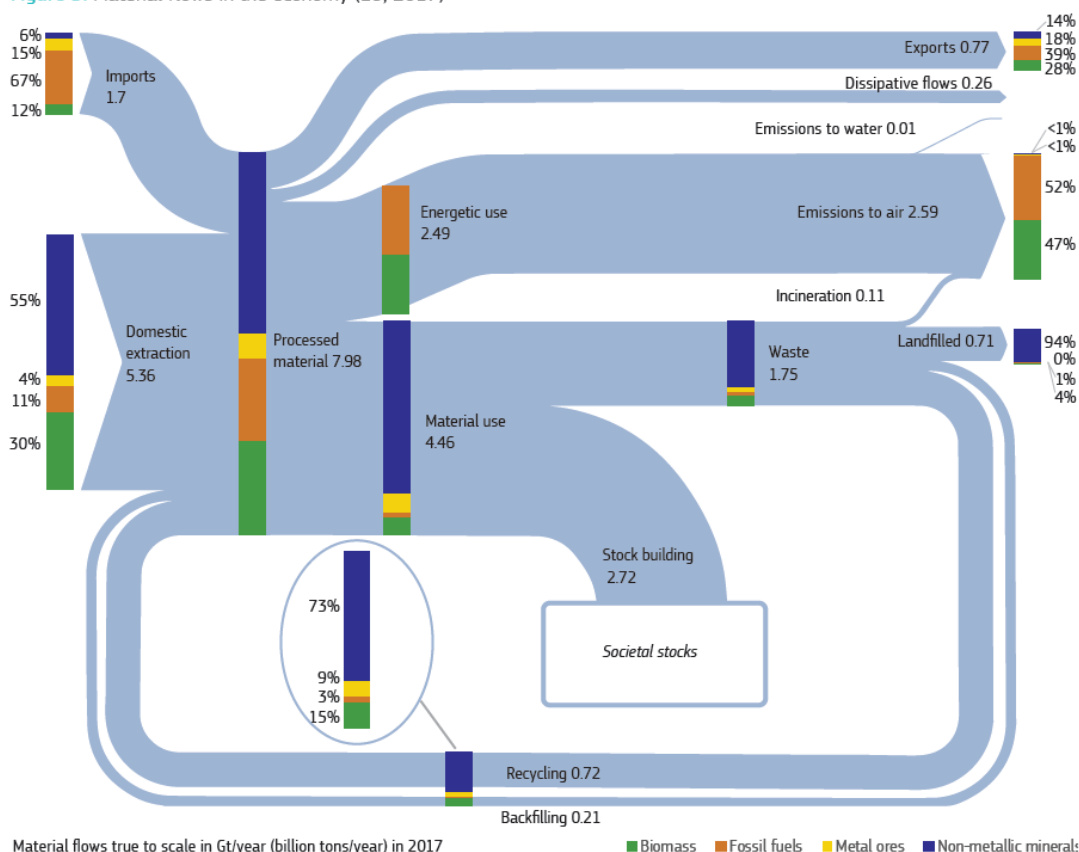 6%
15%
67%
12%
Imports
1.7
Exports 0.77
14%
18%
39%
28%
Dissipative flows 0.26
Emissions to water 0.01
<1%
<1%
52%
47%
Energetic use
2.49
Emissions to air 2.59
Incineration 0.11
55%
4%
11%
30%
Domestic
extraction
5.36
Processed
material 7.98
Material use
4.46
Waste
1.75
Landfilled 0.71
94%
0%
1%
4%
Stock building
2.72
Societal stocks
73%
9%
3%
15%
Recycling 0.72
Backfilling 0.21
Material flows true to scale in Gt/year (billion tons/year) in 2017
Biomass
Fossil fuels
Metal ores
Non-metallic minerals